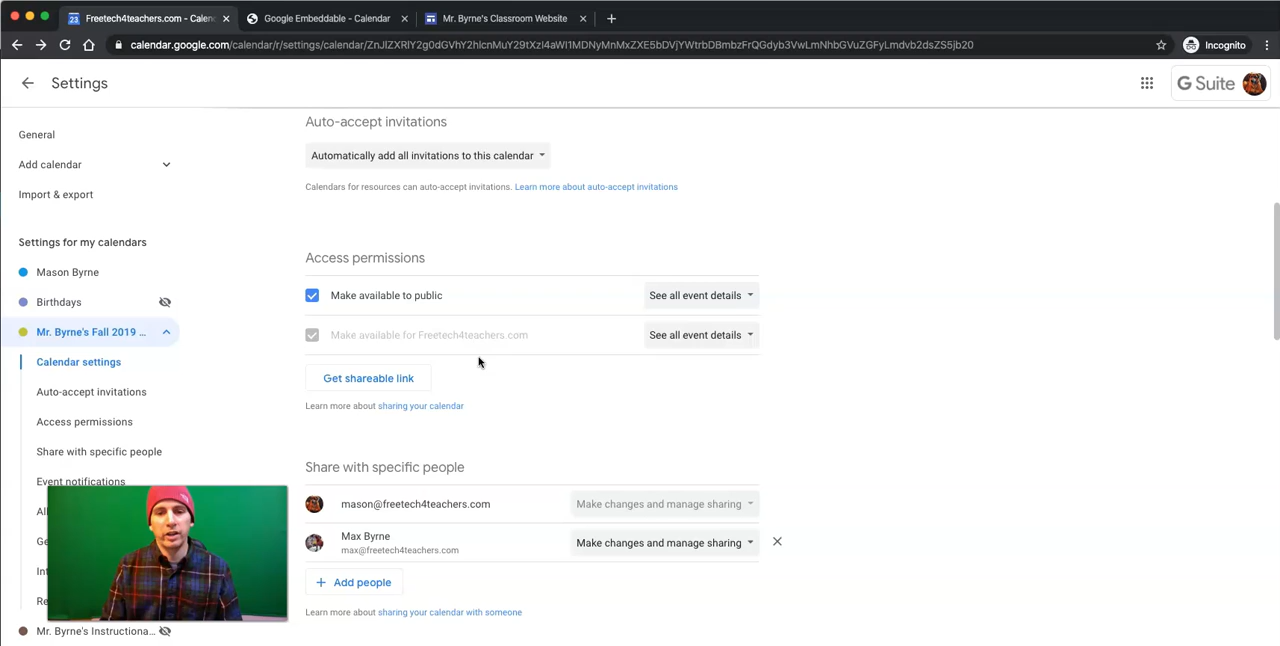 Freetech4teachers.com - Calen
Google Embeddable - Calendar
Mr. Byrne's Classroom Website
calendar.google.com/calendar/r/settings/calendar/ZnJlZXRlY2g0dGVhY2hlcnMuY29tXzI4aWI1MDNyMnMxZXE5bDVjYWtrbDBmbzFrQGdyb3VwLmNhbGVuZGFyLmdvb2dsZS5jb20
Incognito
Settings
G Suite
General
Add calendar
Import & export
Settings for my calendars
Mason Byrne
Birthdays
Mr. Byrne's Fall 2019 ...
Calendar settings
Auto-accept invitations
Access permissions
Share with specific people
Event notifications
Al
Ge
Int
Re
Mr. Byrne's Instructiona...
Auto-accept invitations
Automatically add all invitations to this calendar
Calendars for resources can auto-accept invitations. Learn more about auto-accept invitations
Access permissions
Make available to public
See all event details
Make available for Freetech4teachers.com
See all event details
Get shareable link
Learn more about sharing your calendar
Share with specific people
mason@freetech4teachers.com
Make changes and manage sharing
Max Byrne
max@freetech4teachers.com
Make changes and manage sharing
+ Add people
Learn more about sharing your calendar with someone